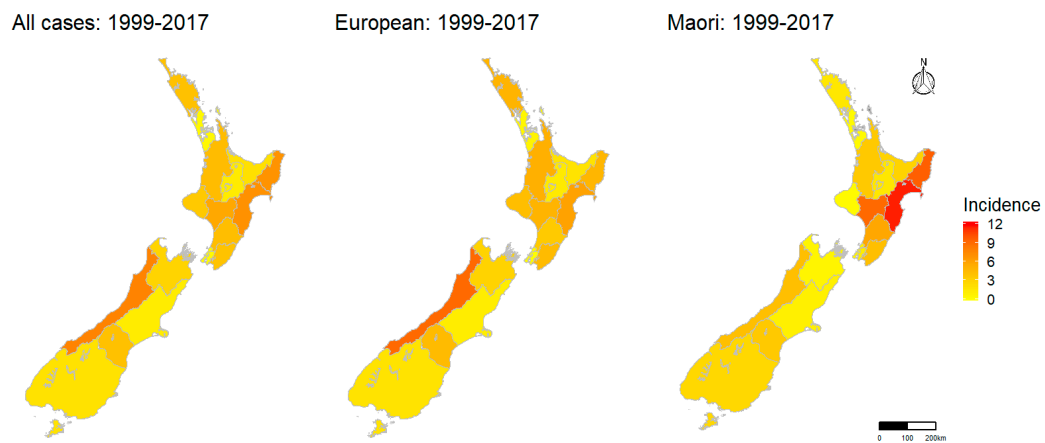 All cases: 1999-2017
European: 1999-2017
Maori: 1999-2017
N
Incidence
12
9
6
3
0
0 100 200km